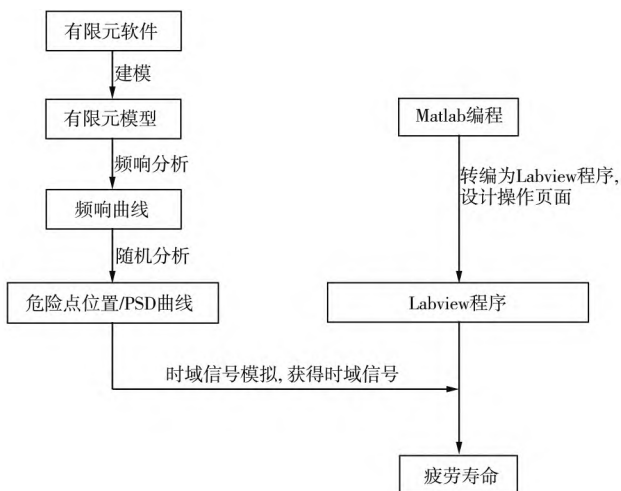 有限元软件
建模
有限元模型
频响分析
频响曲线
随机分析
危险点位置/PSD曲线
Matlab编程
转编为Labview程序,
设计操作页面
Labview程序
时域信号模拟, 获得时域信号
疲劳寿命